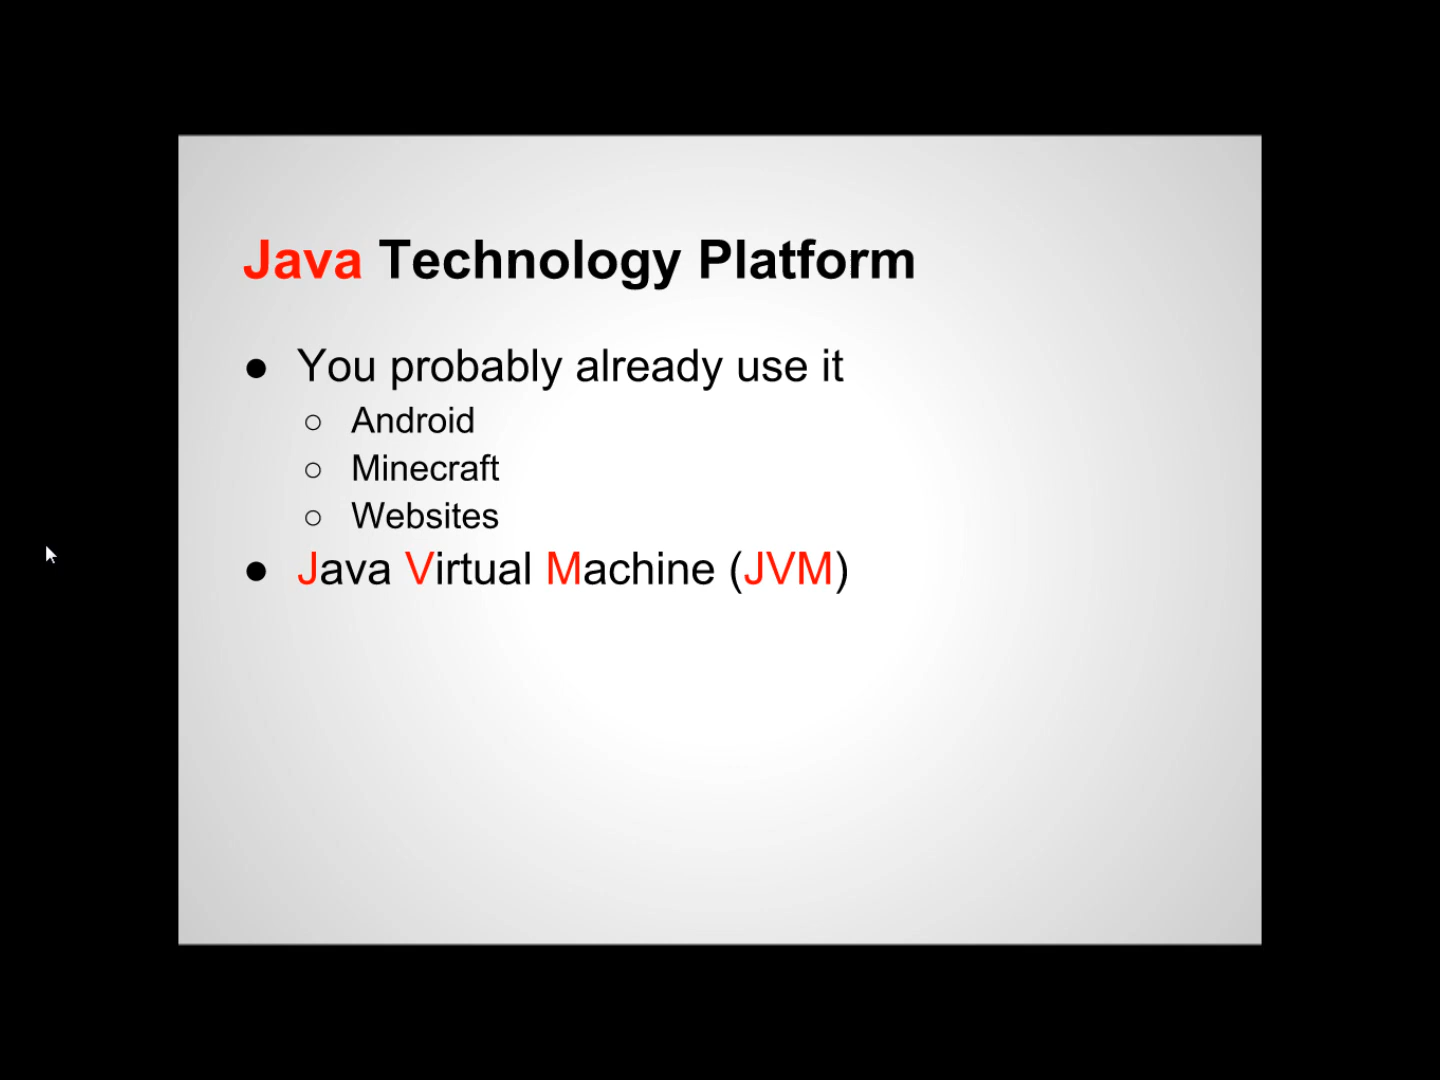 Java Technology Platform
● You probably already use it
○ Android
○ Minecraft
○ Websites
● Java Virtual Machine (JVM)